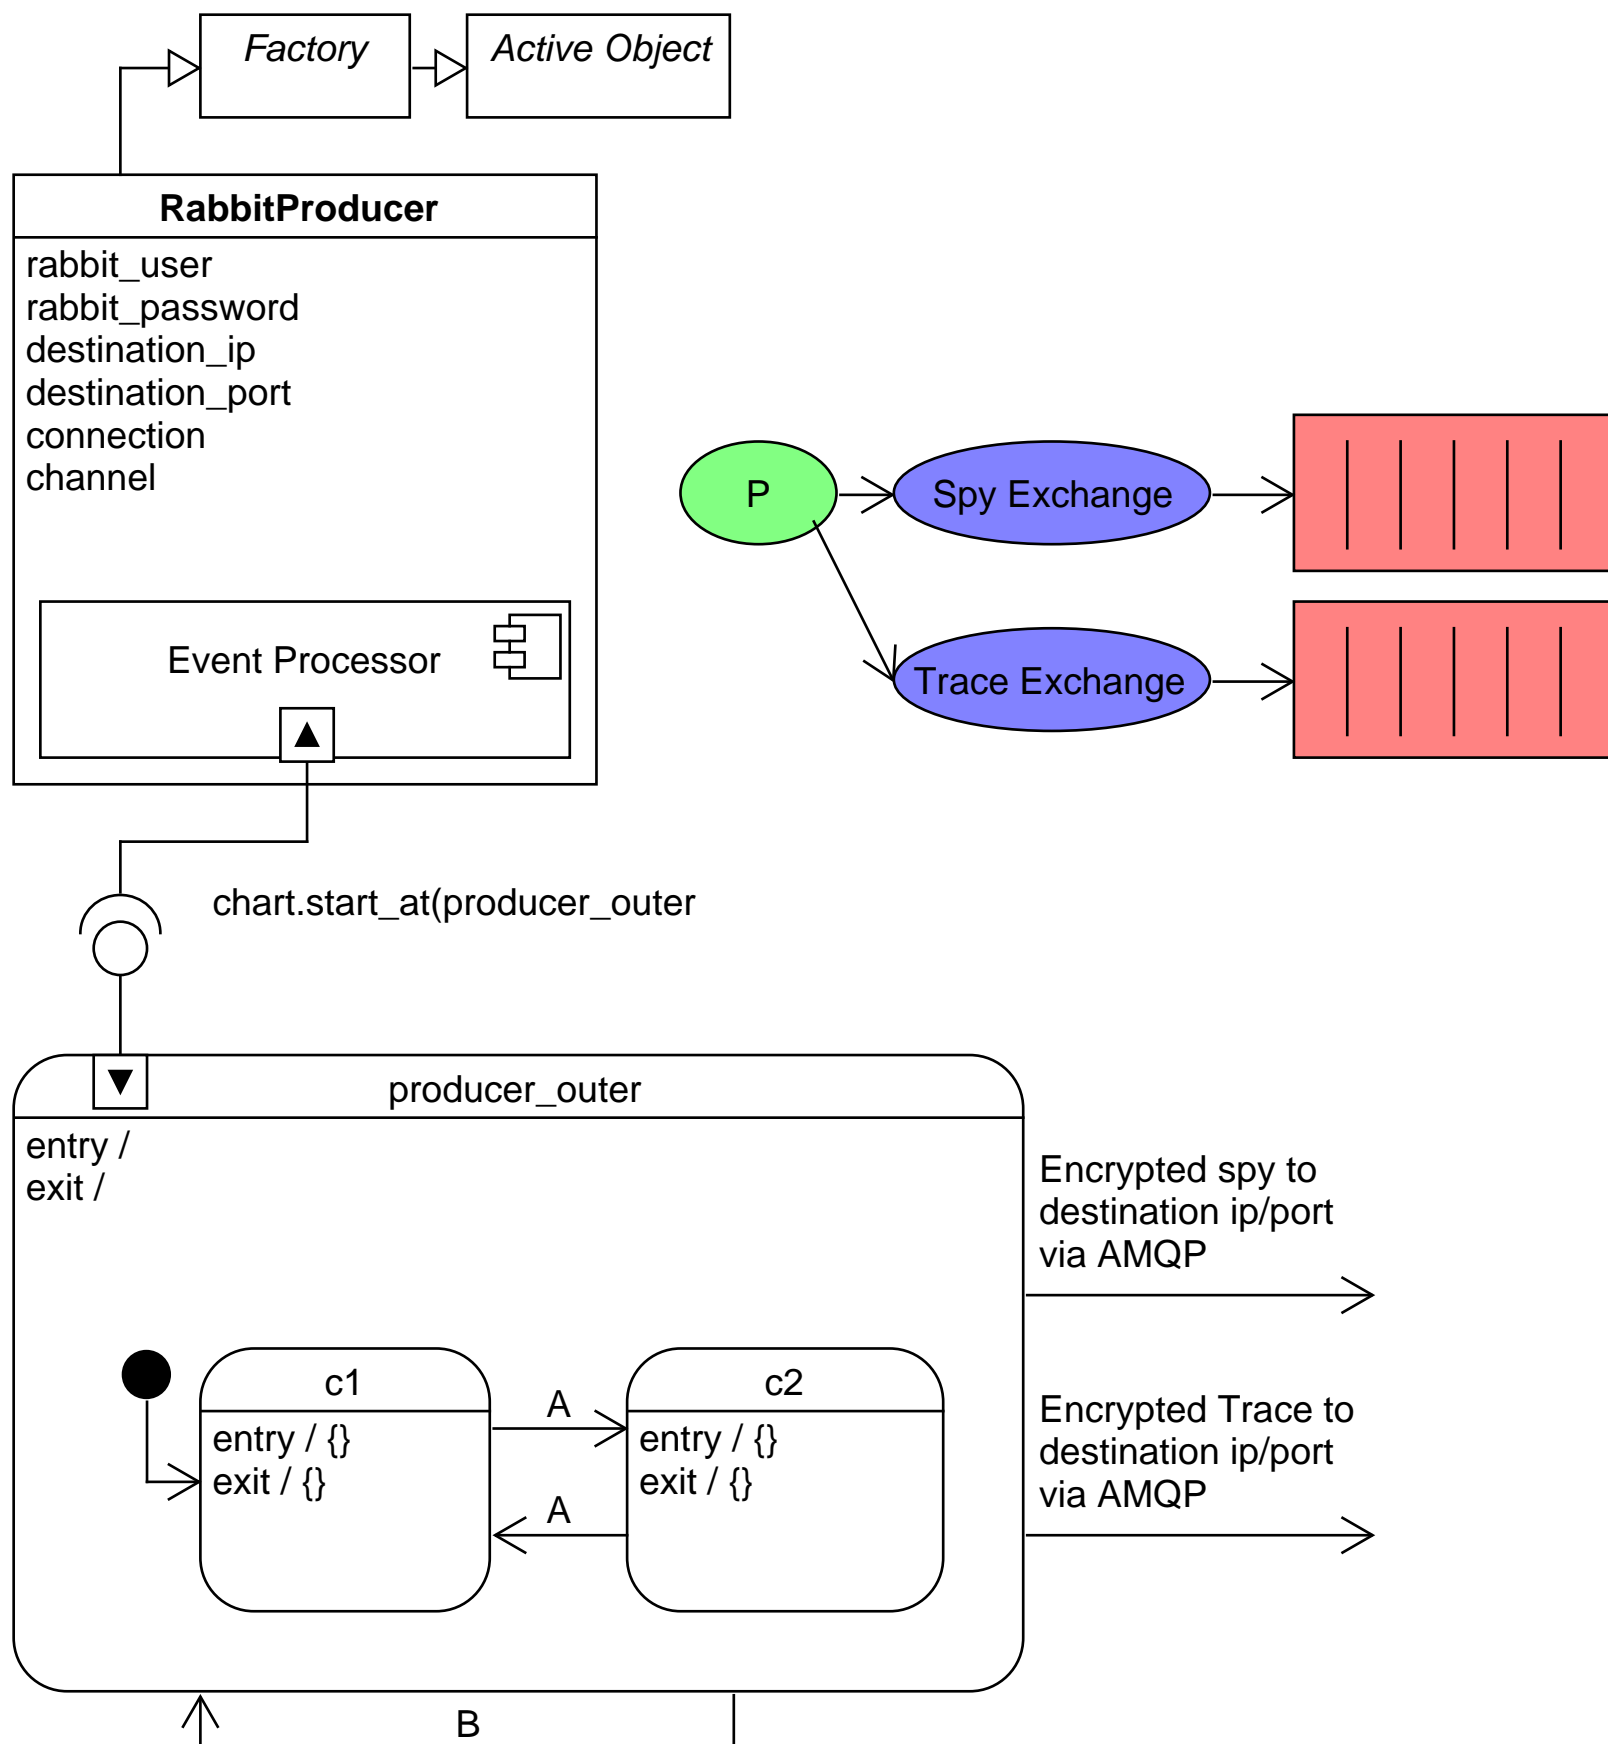 Factory
Active Object
RabbitProducer
rabbit_user
rabbit_password
destination_ip
destination_port
connection
channel
P
Spy Exchange
Event Processor
Trace Exchange
chart.start_at(producer_outer
producer_outer
entry /
exit /
Encrypted spy to
destination ip/port
via AMQP
c1
entry / {}
exit / {}
A
A
c2
entry / {}
exit / {}
Encrypted Trace to
destination ip/port
via AMQP
B